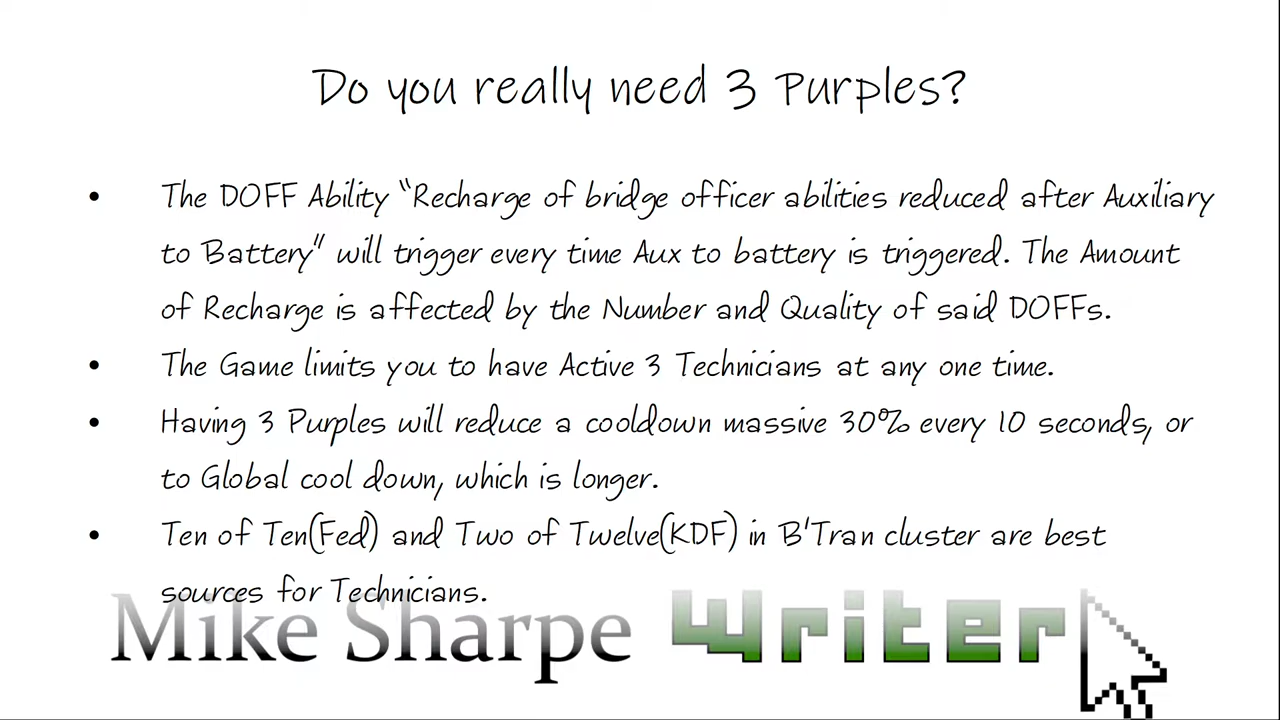 Do you really need 3 Purples?
• The DOFF Ability “Recharge of bridge officer abilities reduced after Auxiliary
to Battery” will trigger every time Aux to battery is triggered. The Amount
of Recharge is affected by the Number and Quality of said DOFFs.
• The Game limits you to have Active 3 Technicians at any one time.
• Having 3 Purples will reduce a cooldown massive 30% every 10 seconds, or
to Global cool down, which is longer.
• Ten of Ten(Fed) and Two of Twelve(KDF) in B'Tran cluster are best
sources for Technicians.
Mike Sharpe Writer